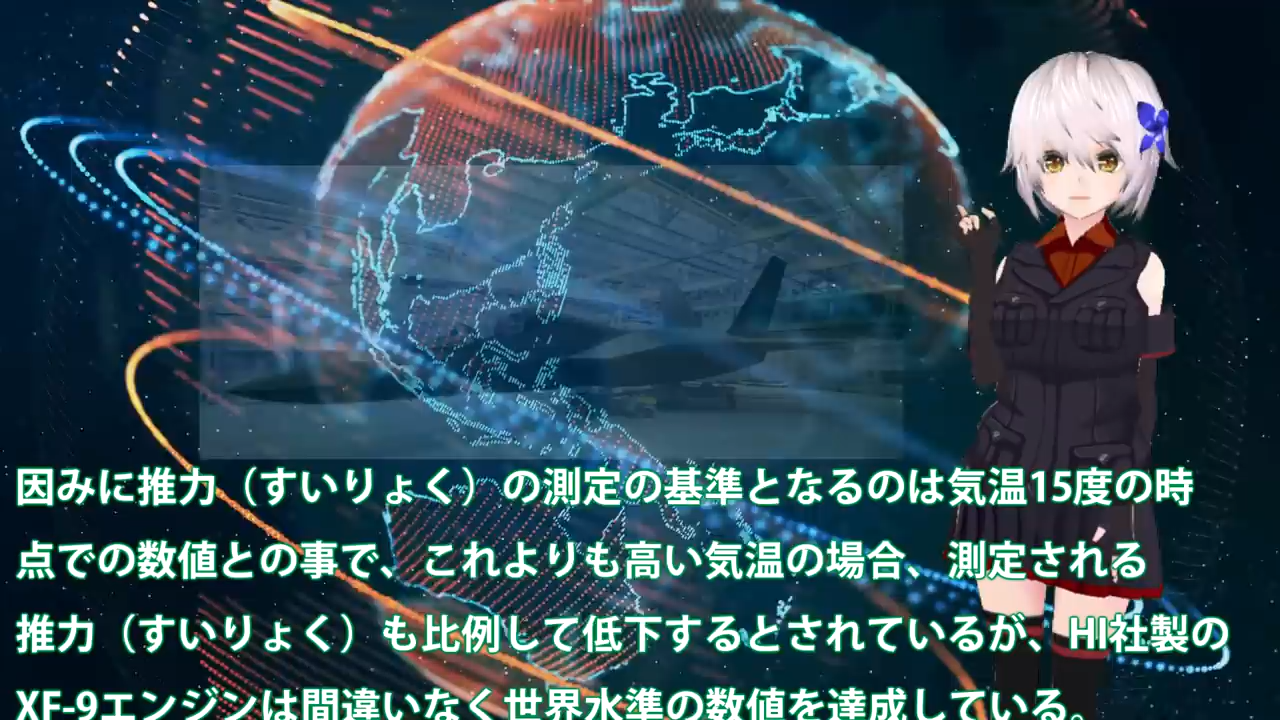 因みに推力（すいりょく）の測定の基準となるのは気温15度の時
点での数値との事で、これよりも高い気温の場合、測定される
推力（すいりょく）も比例して低下するとされているが、HI社製の
XF-9エンジンは間違いなく世界水準の数値を達成している。